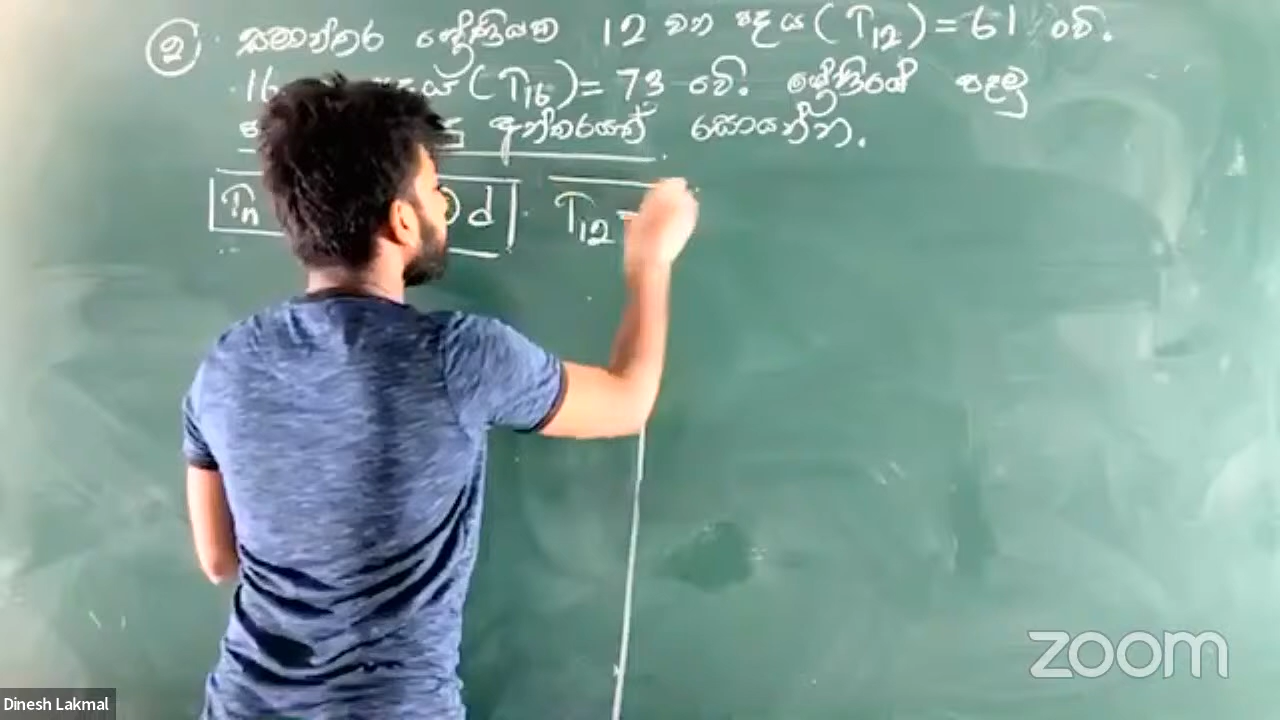 ② . සමාන්තර ශ්‍රේණියක 12 වන පදය (T₁₂) = 61 වේ.
16 පදය (T₁₆) = 73 වේ. ශ්‍රේණියේ පළමු
අන්තරයත් සොයන්න.
Tₙ d T₁₂ =
zoom
Dinesh Lakmal